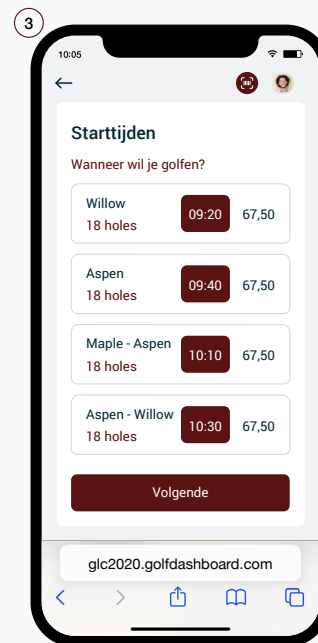 3
10:05
Starttijden
Wanneer wil je golfen?
Willow
18 holes
09:20
67,50
Aspen
18 holes
09:40
67,50
Maple - Aspen
18 holes
10:10
67,50
Aspen - Willow
18 holes
10:30
67,50
Volgende
glc2020.golfdashboard.com